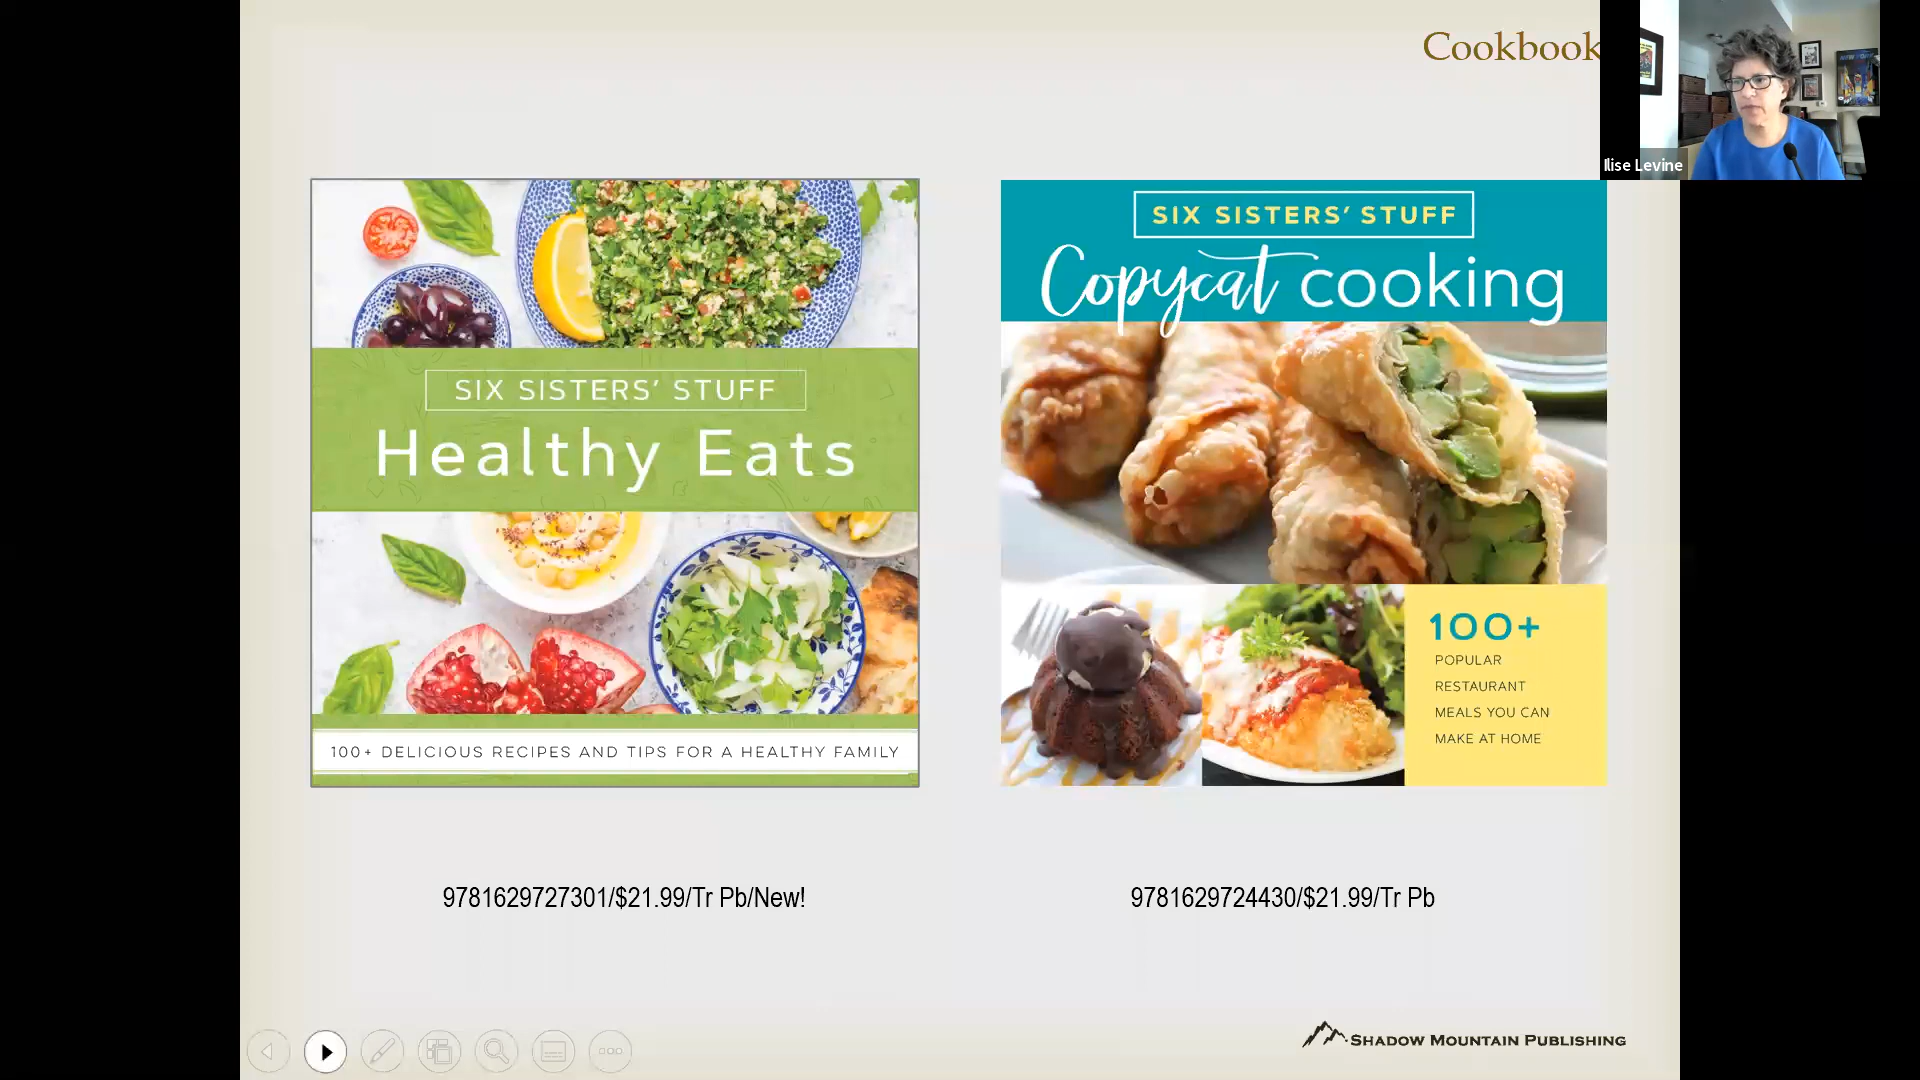 Cookbook
Ilise Levine
SIX SISTERS’ STUFF
Healthy Eats
100+ DELICIOUS RECIPES AND TIPS FOR A HEALTHY FAMILY
SIX SISTERS’ STUFF
Copycat cooking
100+
POPULAR
RESTAURANT
MEALS YOU CAN
MAKE AT HOME
9781629727301/$21.99/Tr Pb/New!
9781629724430/$21.99/Tr Pb
SHADOW MOUNTAIN PUBLISHING